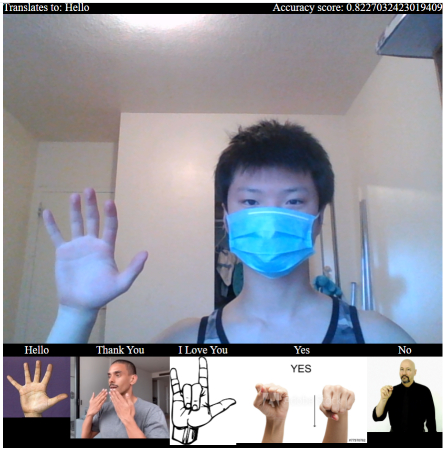 Translates to: Hello
Accuracy score: 0.8227032423019409
Hello
Thank You
I Love You
Yes
No
YES